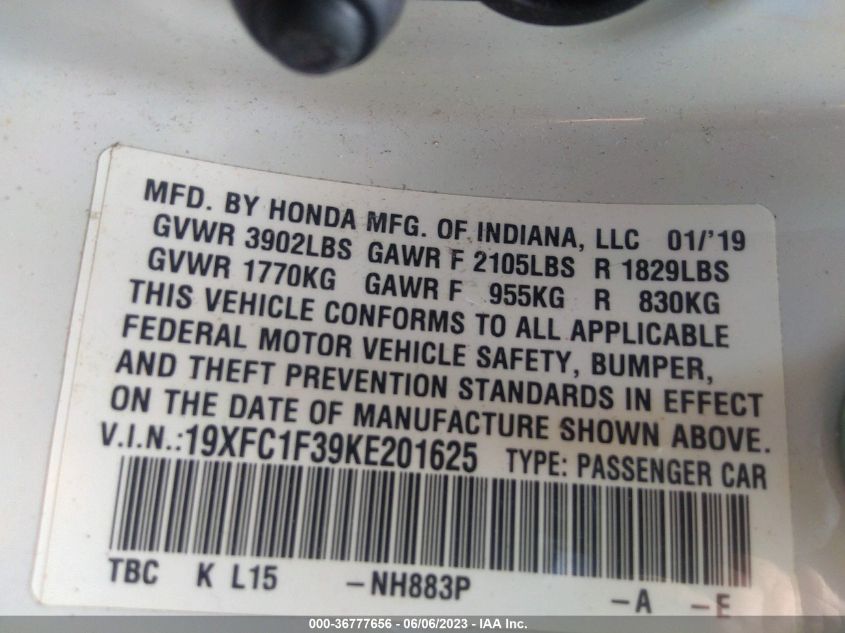 MFD. BY HONDA MFG. OF INDIANA, LLC 01/'19
GVWR 3902LBS GAWR F 2105LBS R 1829LBS
GVWR 1770KG GAWR F 955KG R 830KG
THIS VEHICLE CONFORMS TO ALL APPLICABLE
FEDERAL MOTOR VEHICLE SAFETY, BUMPER,
AND THEFT PREVENTION STANDARDS IN EFFECT
ON THE DATE OF MANUFACTURE SHOWN ABOVE.
V.I.N.:19XFC1F39KE201625 TYPE: PASSENGER CAR
TBC K L15 -NH883P -A -E
000-36777656 - 06/06/2023 - IAA Inc.